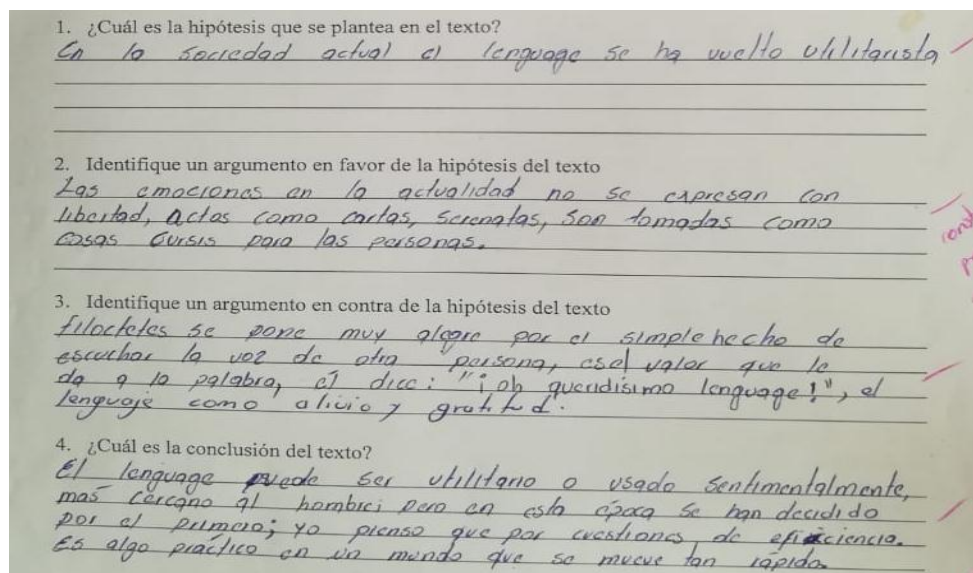 1. ¿Cuál es la hipótesis que se plantea en el texto?
En la sociedad actual el lenguage se ha vuelto utilitarista
2. Identifique un argumento en favor de la hipótesis del texto
Las emociones en la actualidad no se expresan con
libertad, actos como cartas, serenatas, son tomadas como
cosas cursis para las personas.
3. Identifique un argumento en contra de la hipótesis del texto
filoctetes se pone muy alegre por el simple hecho de
escuchar la voz de otra persona, es el valor que le
da a la palabra, él dice: "¡oh queridisimo lenguage!", el
lenguaje como alivio y gratitud.
4. ¿Cuál es la conclusión del texto?
El lenguage puede ser utilitario o usado sentimentalmente,
mas cercano al hombre; pero en esta época se han decidido
por el primero; yo pienso que por cuestiones de eficiencia.
Es algo práctico en un mundo que se mueve tan rápido.